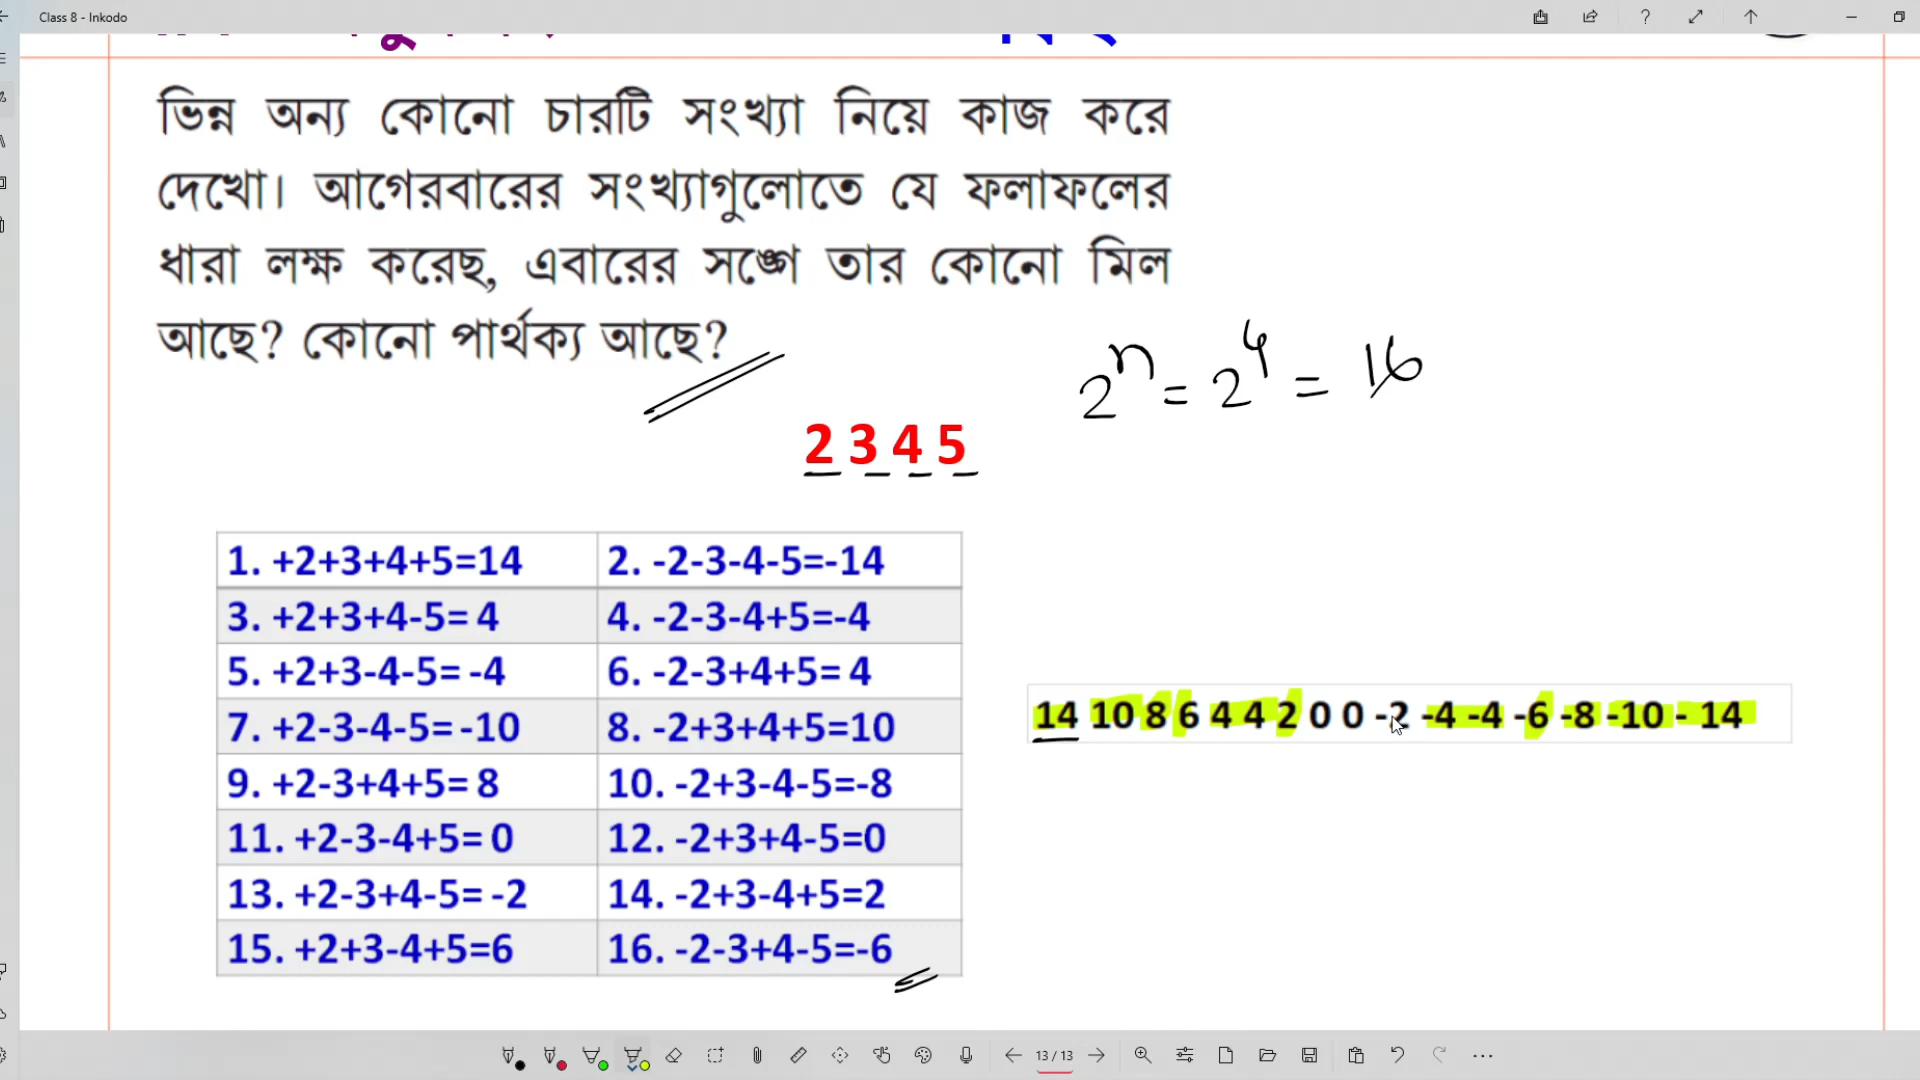 Class 8 - Inkodo
ভিন্ন অন্য কোনো চারটি সংখ্যা নিয়ে কাজ করে
দেখো। আগেরবারের সংখ্যাগুলোতে যে ফলাফলের
ধারা লক্ষ করেছ, এবারের সঙ্গে তার কোনো মিল
আছে? কোনো পার্থক্য আছে?
2^n = 2^4 = 16
2 3 4 5
1. +2+3+4+5=14 2. -2-3-4-5=-14
3. +2+3+4-5= 4 4. -2-3-4+5=-4
5. +2+3-4-5= -4 6. -2-3+4+5= 4
7. +2-3-4-5= -10 8. -2+3+4+5=10
9. +2-3+4+5= 8 10. -2+3-4-5=-8
11. +2-3-4+5= 0 12. -2+3+4-5=0
13. +2-3+4-5= -2 14. -2+3-4+5=2
15. +2+3-4+5=6 16. -2-3+4-5=-6
14 10 8 6 4 4 2 0 0 -2 -4 -4 -6 -8 -10 - 14
13 / 13